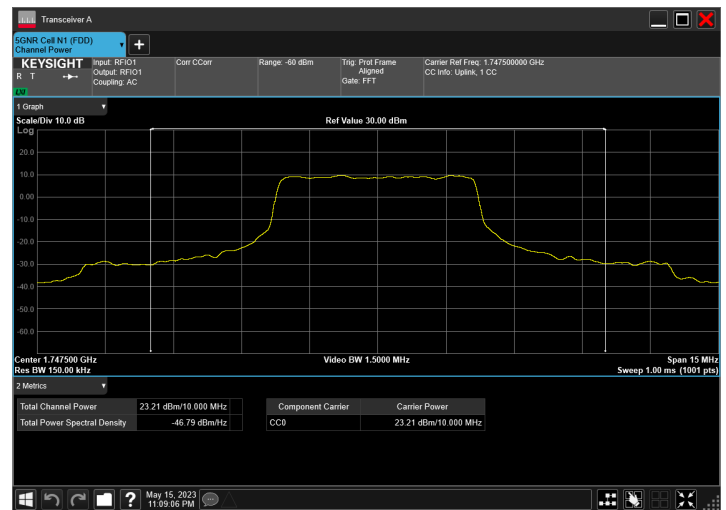 Transceiver A
5GNR Cell N1 (FDD)
Channel Power
KEYSIGHT
R T
LXI
Input: RFIO1
Output: RFIO1
Coupling: AC
Corr CCorr
Range: -60 dBm
Trig: Prot Frame
Aligned
Gate: FFT
Carrier Ref Freq: 1.747500000 GHz
CC Info: Uplink, 1 CC
1 Graph
Scale/Div 10.0 dB
Ref Value 30.00 dBm
Log
20.0
10.0
0.00
-10.0
-20.0
-30.0
-40.0
-50.0
-60.0
Center 1.747500 GHz
Video BW 1.5000 MHz
Span 15 MHz
Res BW 150.00 kHz
Sweep 1.00 ms (1001 pts)
2 Metrics
Total Channel Power 23.21 dBm/10.000 MHz
Total Power Spectral Density -46.79 dBm/Hz
Component Carrier Carrier Power
CC0 23.21 dBm/10.000 MHz
?
May 15, 2023
11:09:06 PM